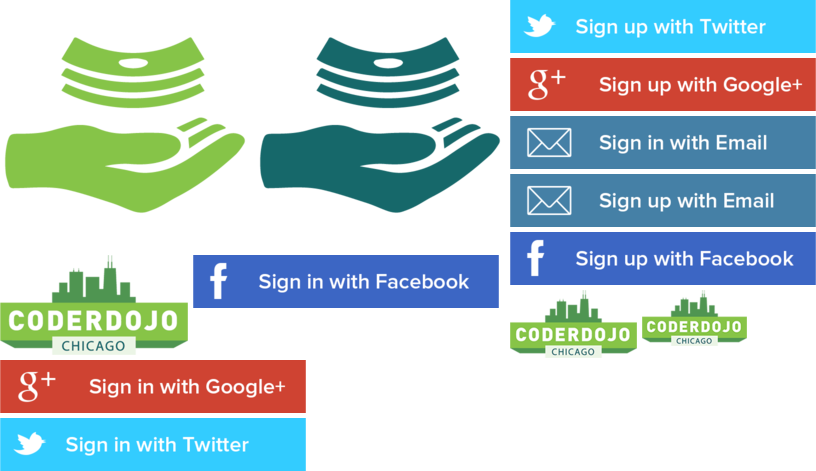 Sign up with Twitter
g+ Sign up with Google+
Sign in with Email
Sign up with Email
f Sign up with Facebook
f Sign in with Facebook
CODERDOJO
CHICAGO
CODERDOJO
CHICAGO
CODERDOJO
CHICAGO
g+ Sign in with Google+
Sign in with Twitter